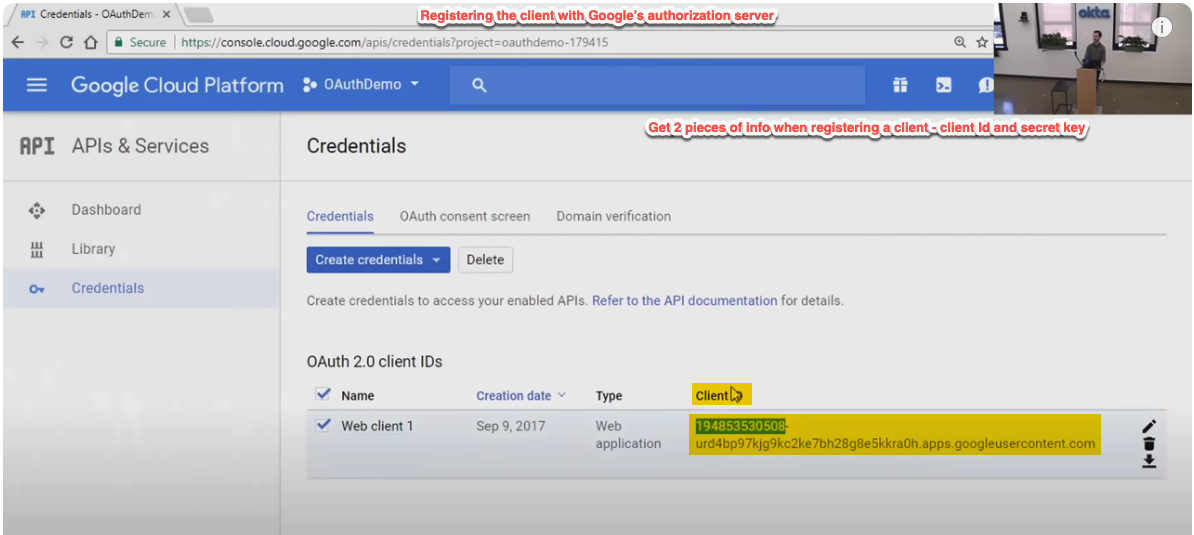 API Credentials - OAuthDem
Registering the client with Google's authorization server
okta
Secure https://console.cloud.google.com/apis/credentials?project=oauthdemo-179415
Google Cloud Platform OAuthDemo
Get 2 pieces of info when registering a client - client Id and secret key
API APIs & Services
Credentials
Dashboard
Library
Credentials
Credentials OAuth consent screen Domain verification
Create credentials Delete
Create credentials to access your enabled APIs. Refer to the API documentation for details.
OAuth 2.0 client IDs
Name Creation date Type Client
Web client 1 Sep 9, 2017 Web application 194853530508-
urd4bp97kjg9kc2ke7bh28g8e5kkra0h.apps.googleusercontent.com